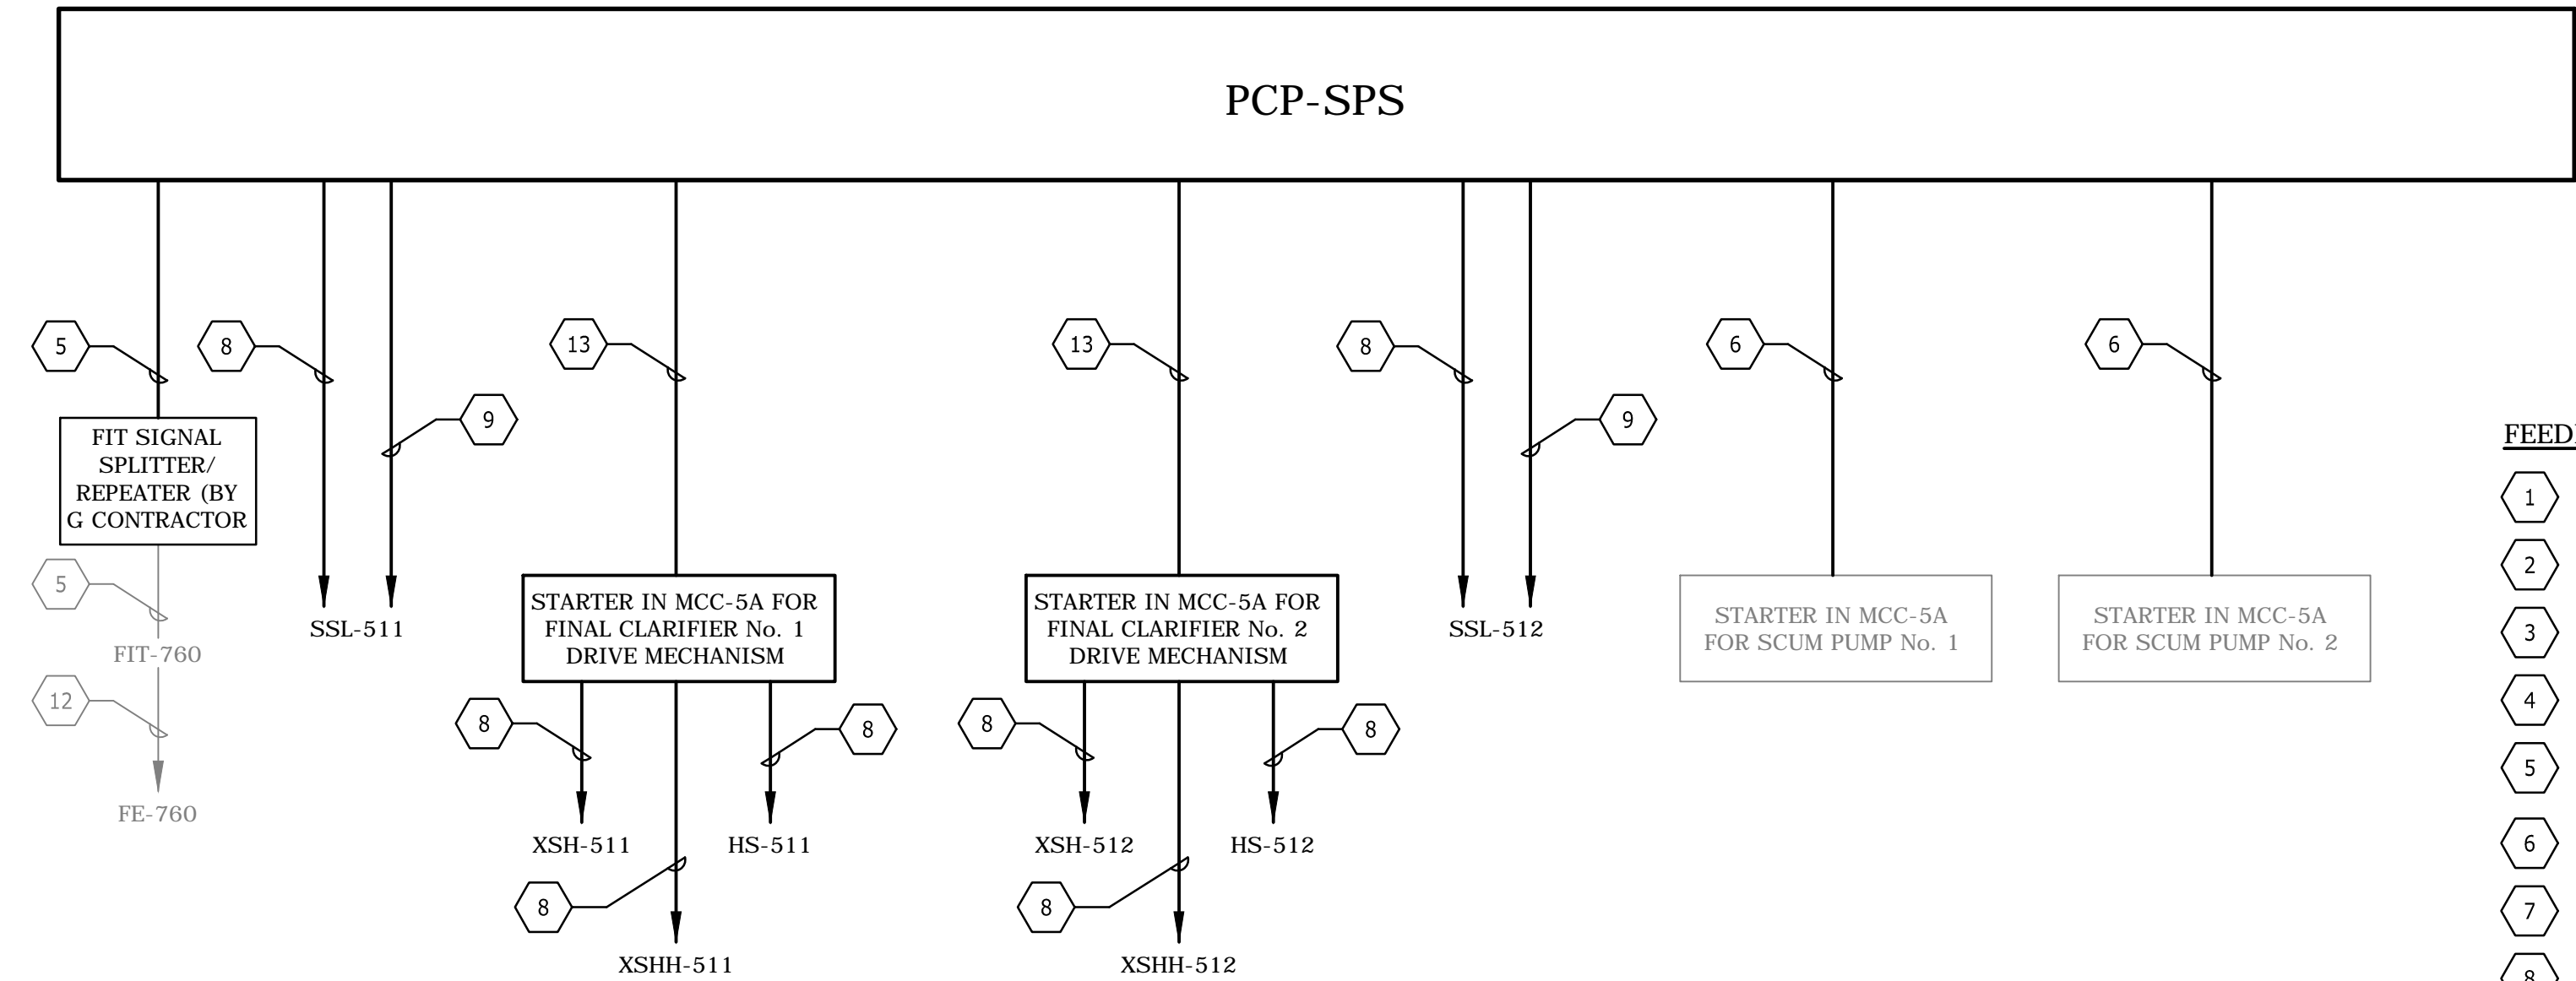 PCP-SPS
5
8
13
13
8
6
6
9
9
FIT SIGNAL
SPLITTER/
REPEATER (BY
G CONTRACTOR
5
FIT-760
12
FE-760
SSL-511
STARTER IN MCC-5A FOR
FINAL CLARIFIER No. 1
DRIVE MECHANISM
8
8
XSH-511
HS-511
8
XSHH-511
STARTER IN MCC-5A FOR
FINAL CLARIFIER No. 2
DRIVE MECHANISM
8
8
XSH-512
HS-512
8
XSHH-512
SSL-512
STARTER IN MCC-5A
FOR SCUM PUMP No. 1
STARTER IN MCC-5A
FOR SCUM PUMP No. 2
1
2
3
4
5
6
7
8